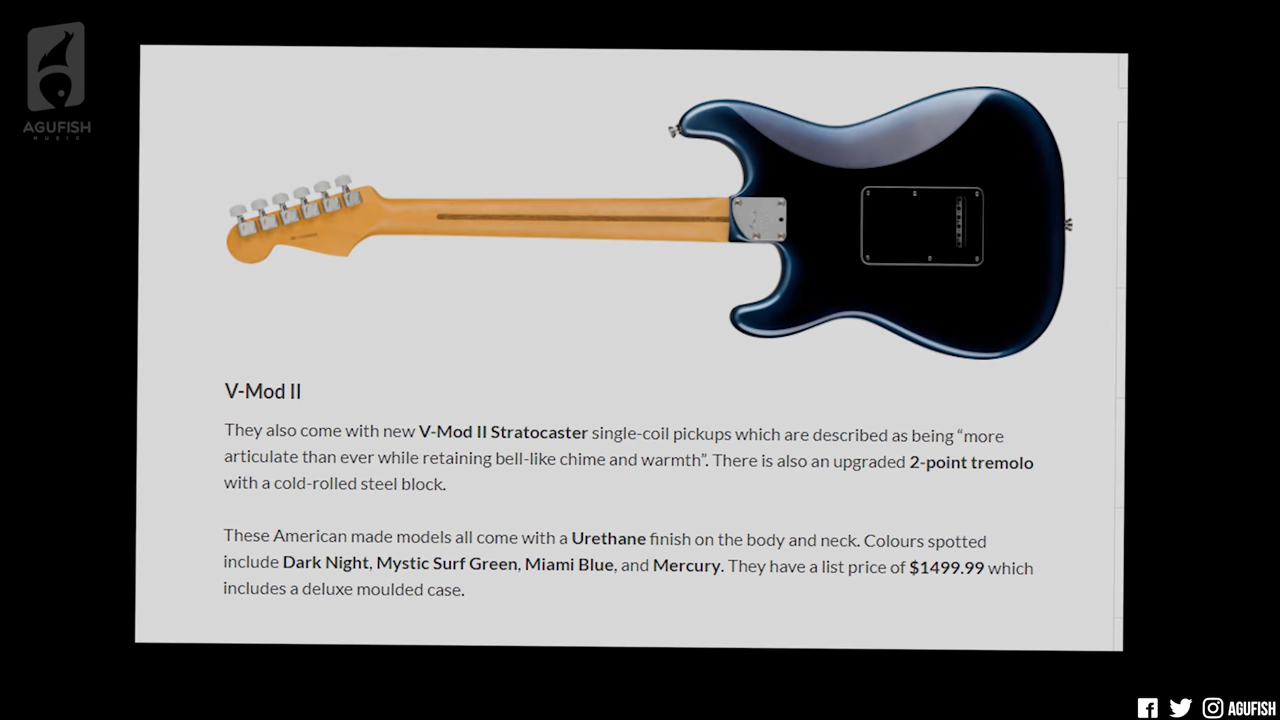 AGUFISH
MUSIC
V-Mod II
They also come with new V-Mod II Stratocaster single-coil pickups which are described as being “more
articulate than ever while retaining bell-like chime and warmth”. There is also an upgraded 2-point tremolo
with a cold-rolled steel block.
These American made models all come with a Urethane finish on the body and neck. Colours spotted
include Dark Night, Mystic Surf Green, Miami Blue, and Mercury. They have a list price of $1499.99 which
includes a deluxe moulded case.
AGUFISH